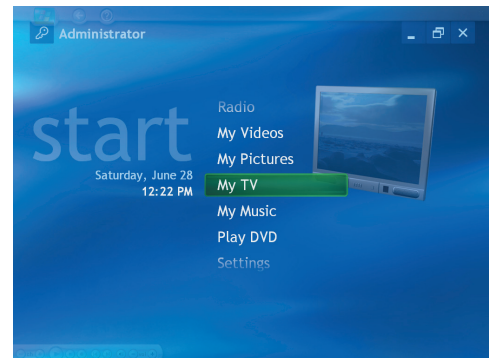 Administrator
start
Saturday, June 28
12:22 PM
Radio
My Videos
My Pictures
My TV
My Music
Play DVD
Settings